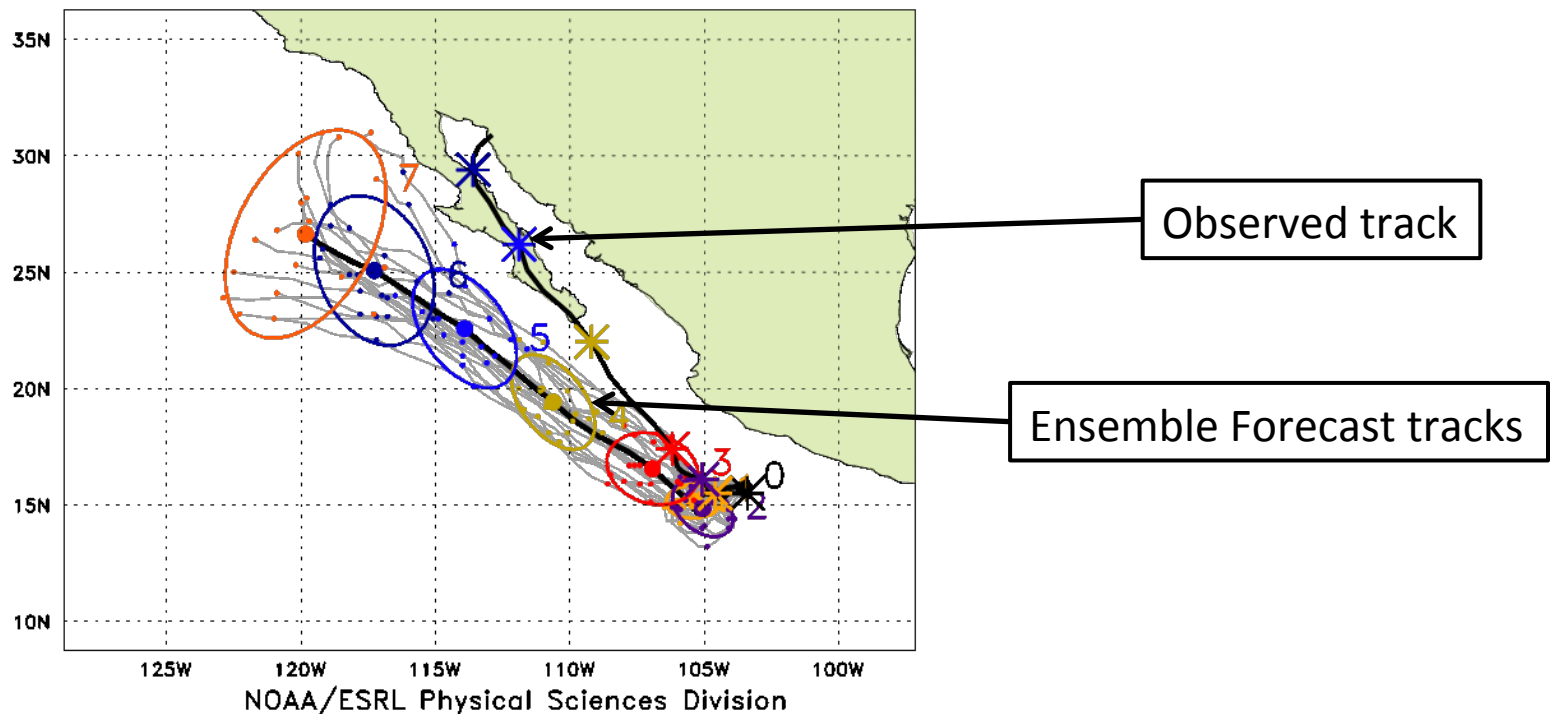 35N
30N
25N
20N
15N
10N
125W 120W 115W 110W 105W 100W
NOAA/ESRL Physical Sciences Division
7
6
5
4
3
0
2
Observed track
Ensemble Forecast tracks